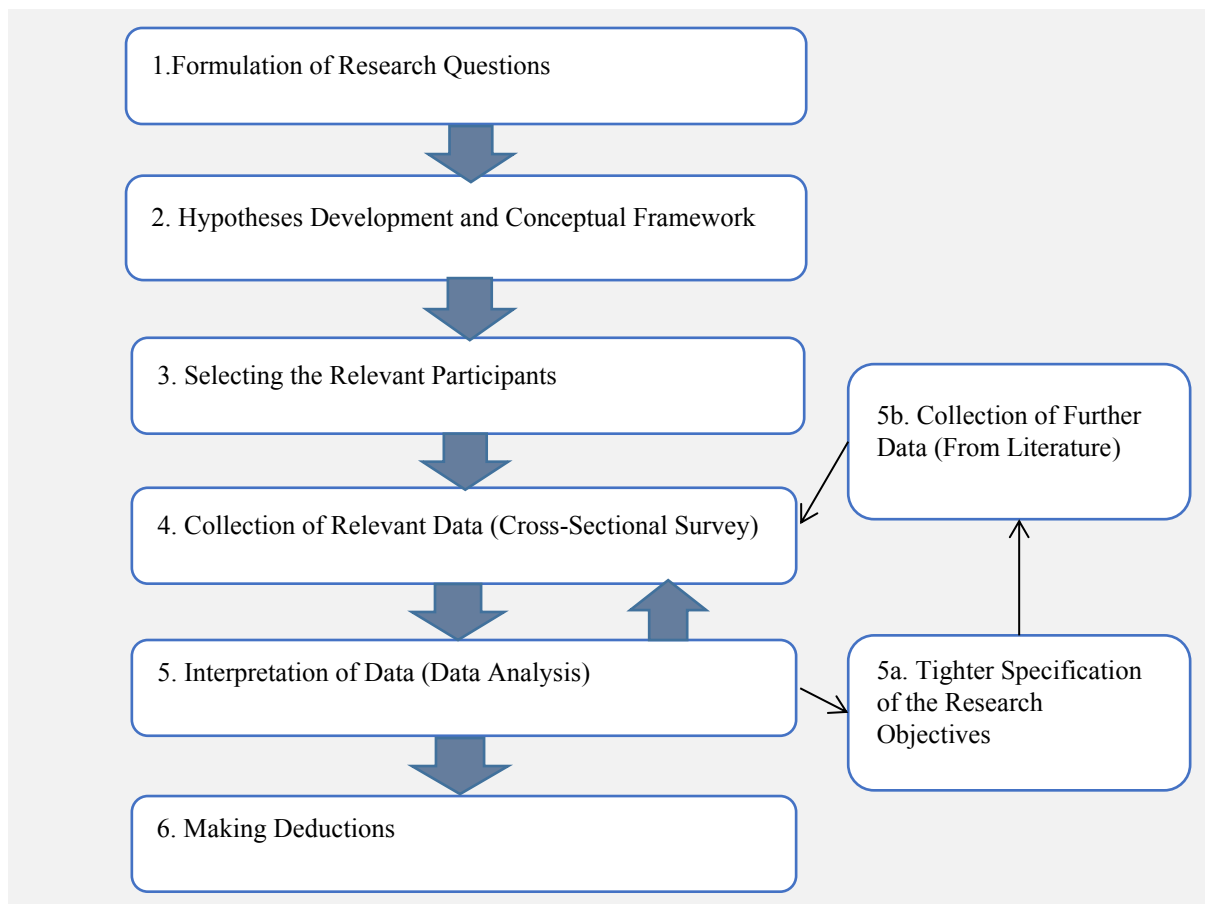 1.Formulation of Research Questions
2. Hypotheses Development and Conceptual Framework
3. Selecting the Relevant Participants
4. Collection of Relevant Data (Cross-Sectional Survey)
5. Interpretation of Data (Data Analysis)
5a. Tighter Specification
of the Research
Objectives
5b. Collection of Further
Data (From Literature)
6. Making Deductions